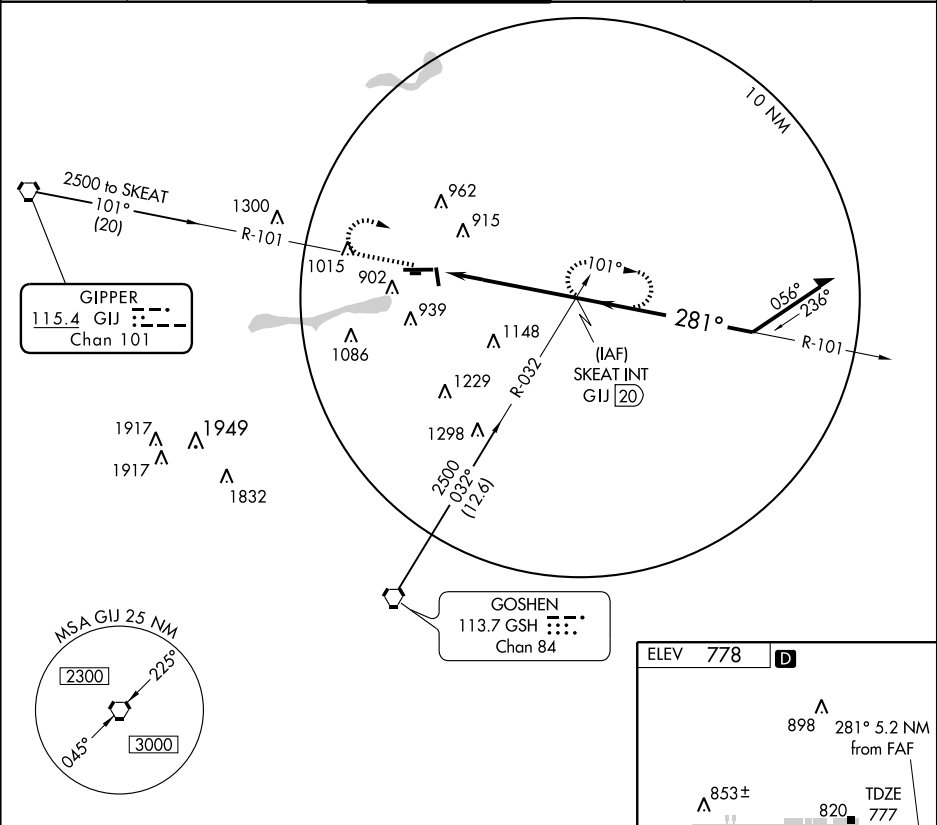 10 NM
2500 to SKEAT
101°
(20)
R-101
1300
962
915
1015
902
939
1086
1148
1229
1298
101°
281°
056°
236°
R-101
(IAF)
SKEAT INT
GIJ 20
R-032
2500
032°
(12.6)
GIPPER
115.4 GIJ
Chan 101
1917
1949
1917
1832
GOSHEN
113.7 GSH
Chan 84
MSA GIJ 25 NM
2300
225°
045°
3000
ELEV 778 D
898
281° 5.2 NM
from FAF
853±
820
TDZE
777